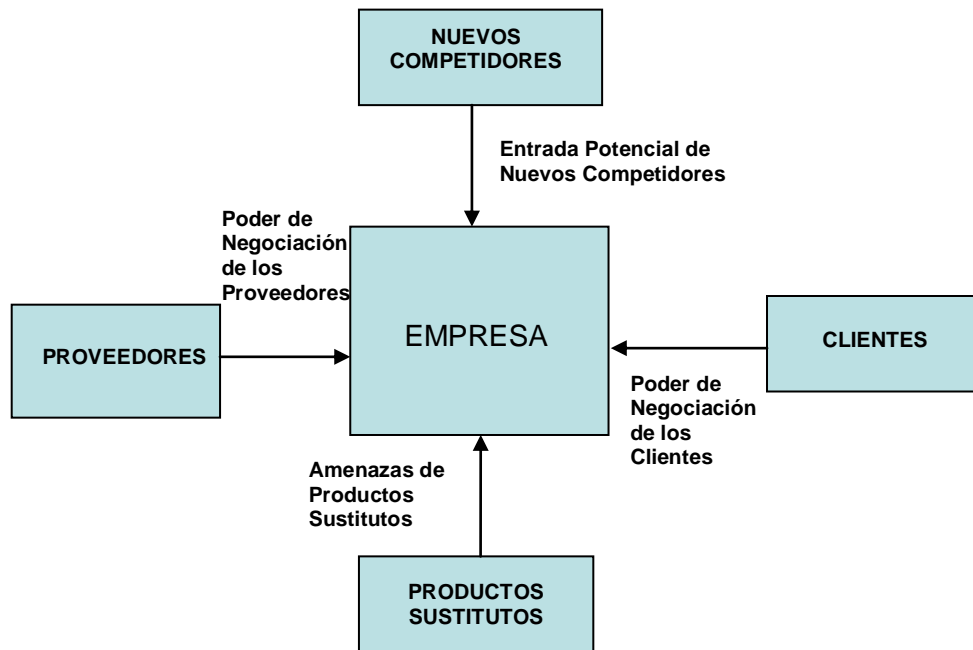 NUEVOS
COMPETIDORES
Entrada Potencial de
Nuevos Competidores
Poder de
Negociación
de los
Proveedores
PROVEEDORES
EMPRESA
CLIENTES
Poder de
Negociación
de los
Clientes
Amenazas de
Productos
Sustitutos
PRODUCTOS
SUSTITUTOS